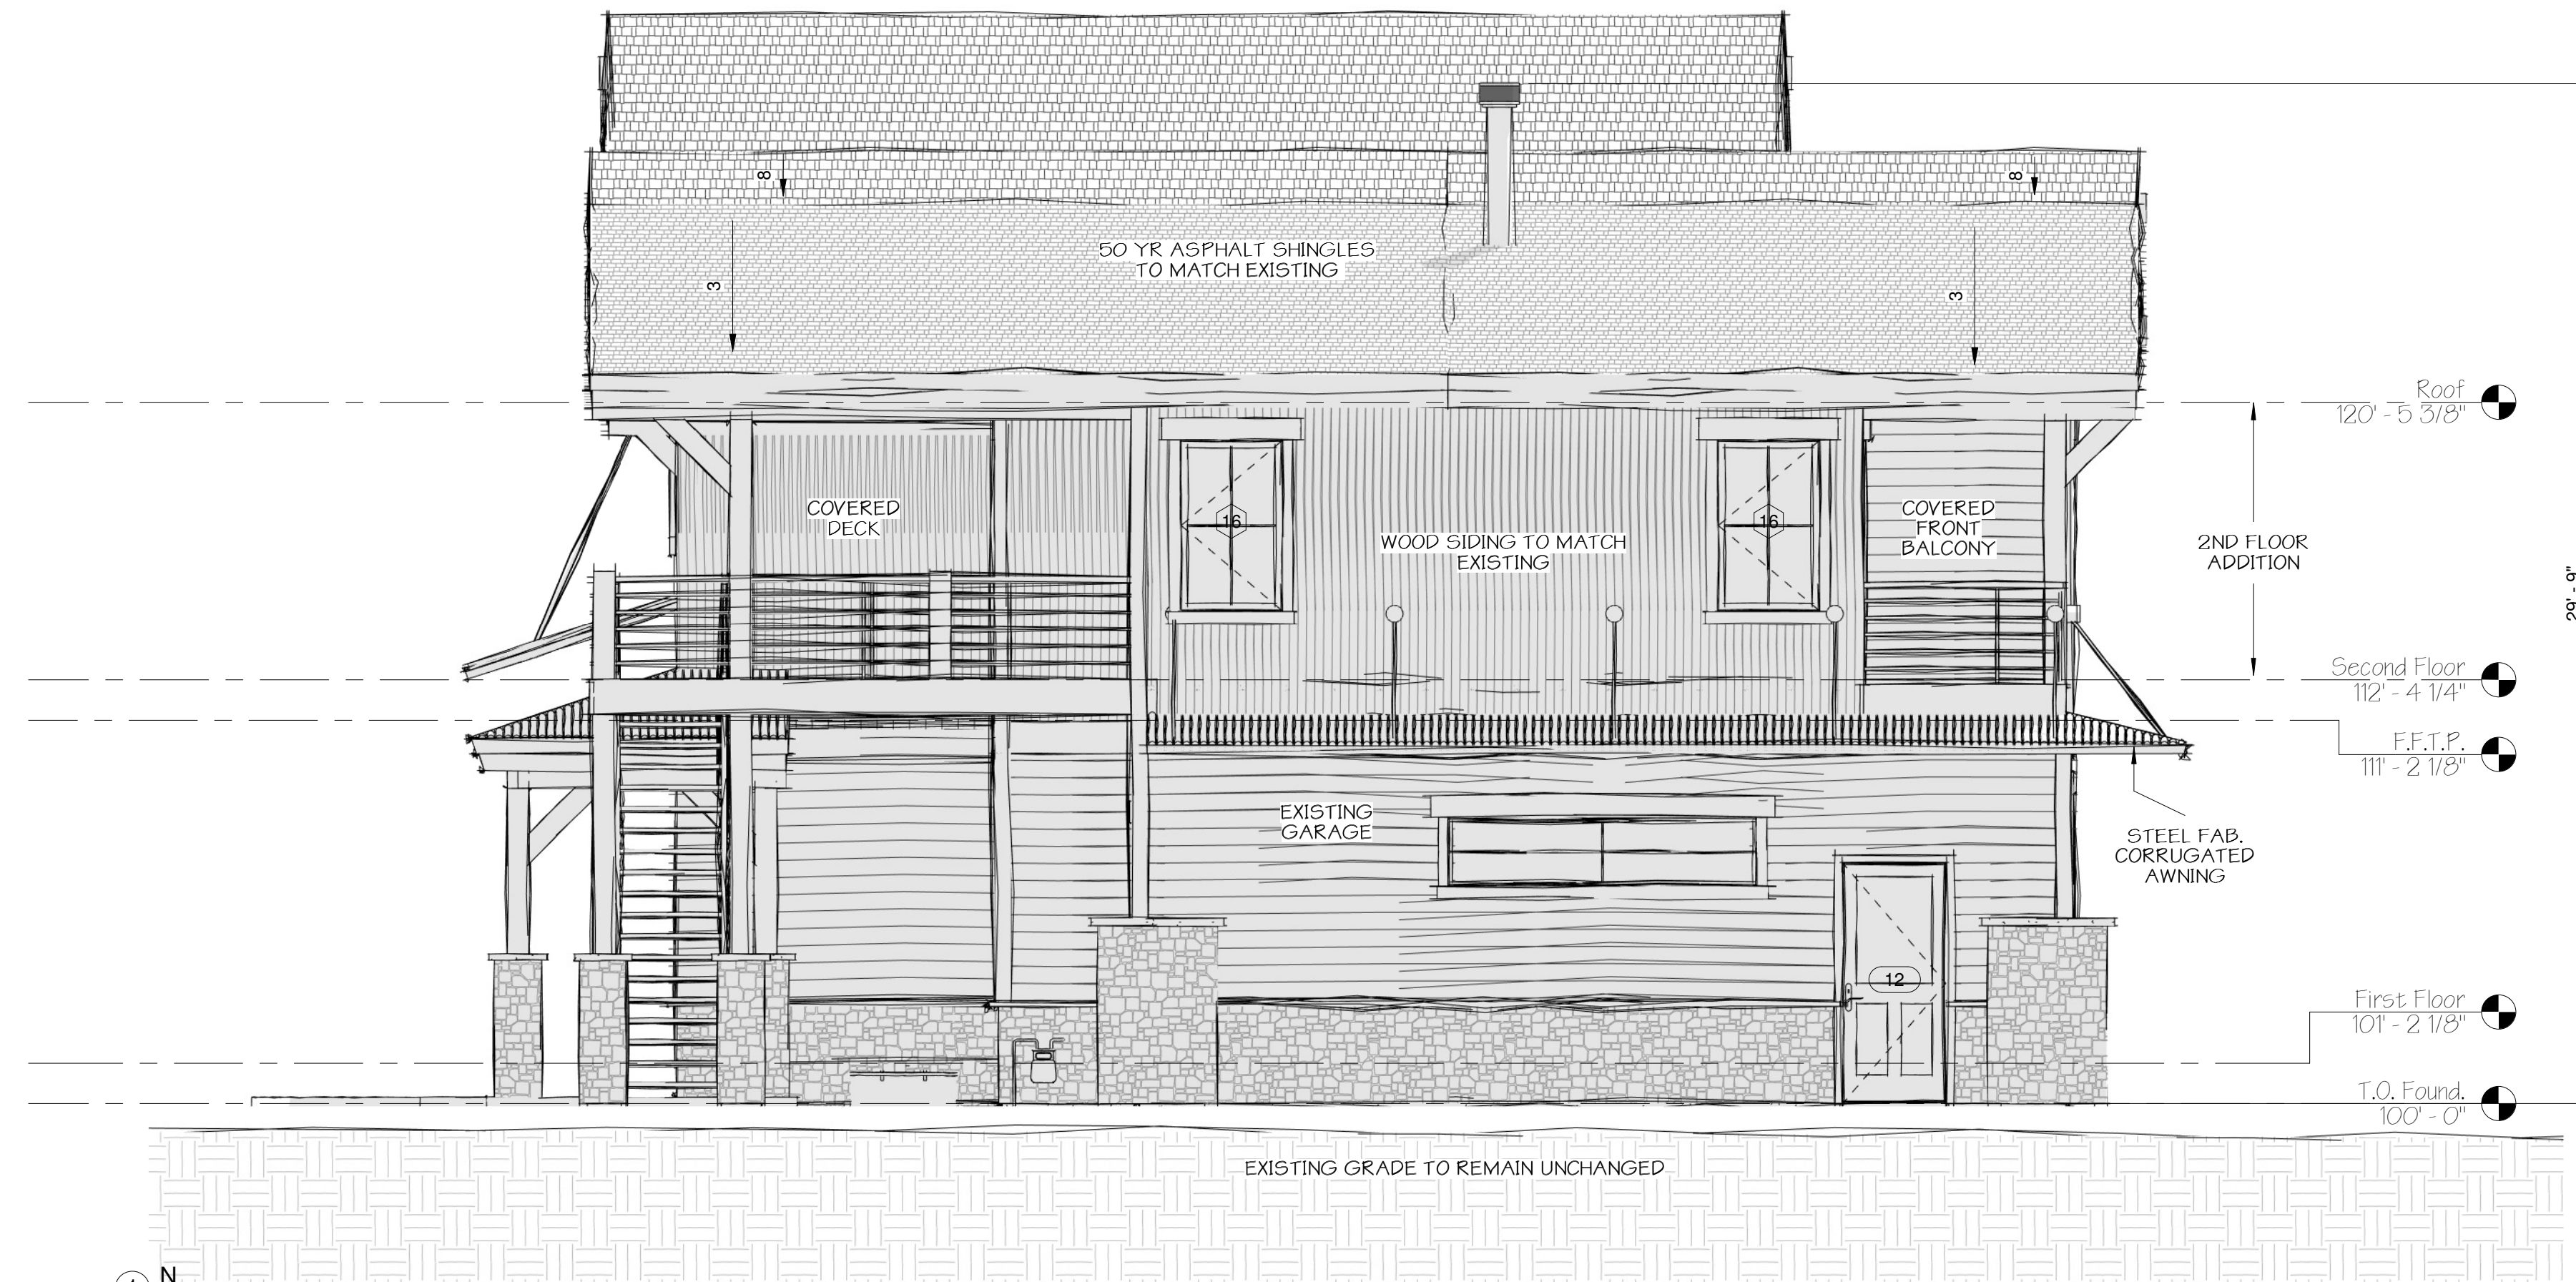 8
8
50 YR ASPHALT SHINGLES
TO MATCH EXISTING
3
3
Roof
120' - 5 3/8"
COVERED
DECK
16
WOOD SIDING TO MATCH
EXISTING
16
COVERED
FRONT
BALCONY
2ND FLOOR
ADDITION
29' - 9"
Second Floor
112' - 4 1/4"
F.F.T.P.
111' - 2 1/8"
EXISTING
GARAGE
STEEL FAB.
CORRUGATED
AWNING
12
First Floor
101' - 2 1/8"
T.O. Found.
100' - 0"
EXISTING GRADE TO REMAIN UNCHANGED
N